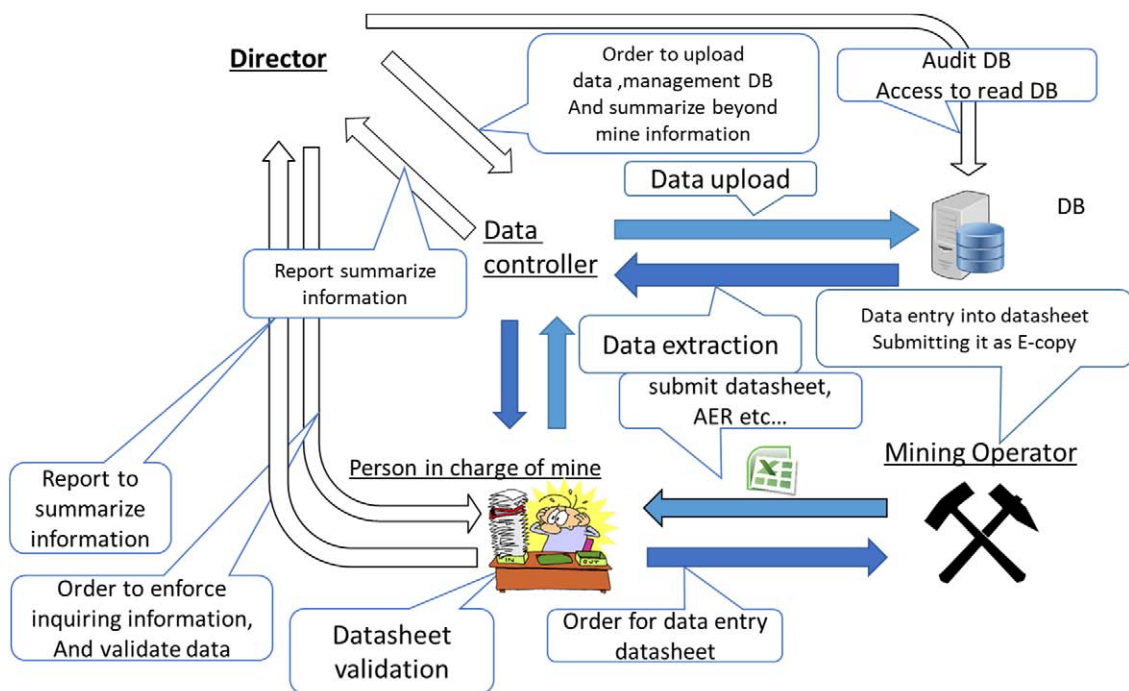 Director
Order to upload
data ,management DB
And summarize beyond
mine information
Audit DB
Access to read DB
Data upload
DB
Data
controller
Report summarize
information
Data extraction
Data entry into datasheet
Submitting it as E-copy
submit datasheet,
AER etc...
Mining Operator
Person in charge of mine
Report to
summarize
information
IN
OUT
Order to enforce
inquiring information,
And validate data
Datasheet
validation
Order for data entry
datasheet